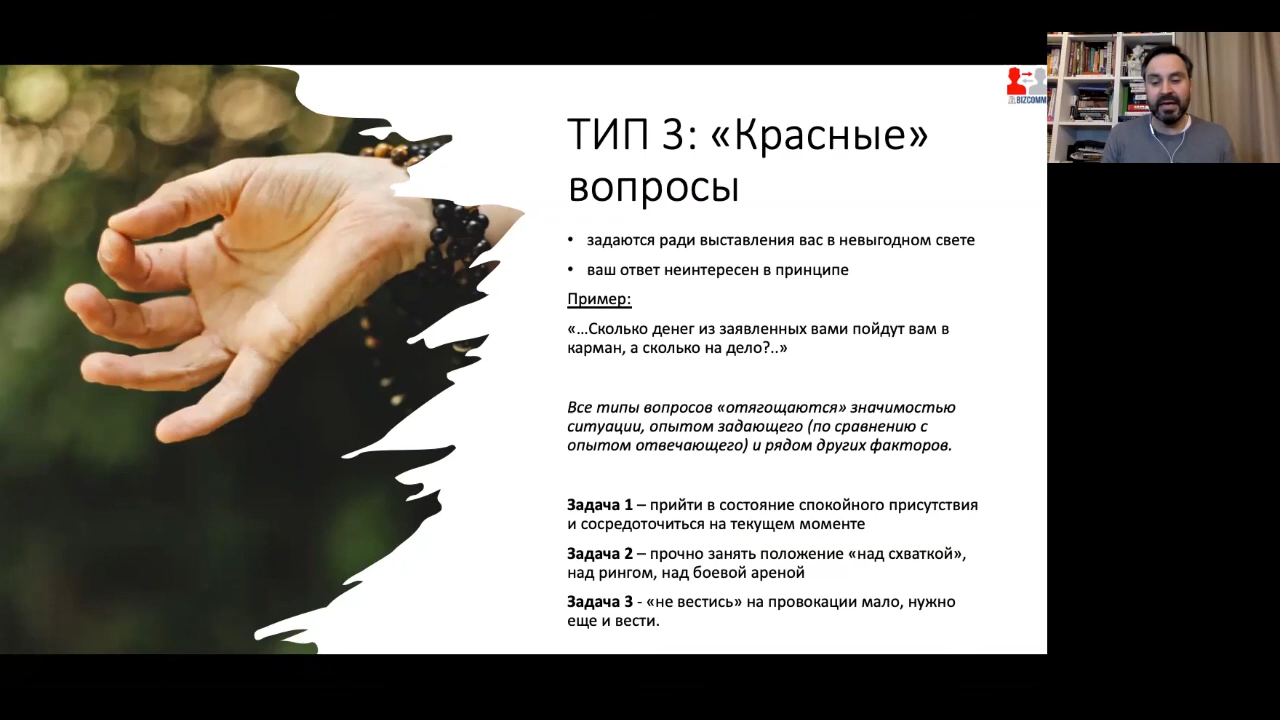 BIZCOMM
ТИП 3: «Красные»
вопросы
• задаются ради выставления вас в невыгодном свете
• ваш ответ неинтересен в принципе
Пример:
«…Сколько денег из заявленных вами пойдут вам в
карман, а сколько на дело?..»
Все типы вопросов «отягощаются» значимостью
ситуации, опытом задающего (по сравнению с
опытом отвечающего) и рядом других факторов.
Задача 1 – прийти в состояние спокойного присутствия
и сосредоточиться на текущем моменте
Задача 2 – прочно занять положение «над схваткой»,
над рингом, над боевой ареной
Задача 3 - «не вестись» на провокации мало, нужно
еще и вести.